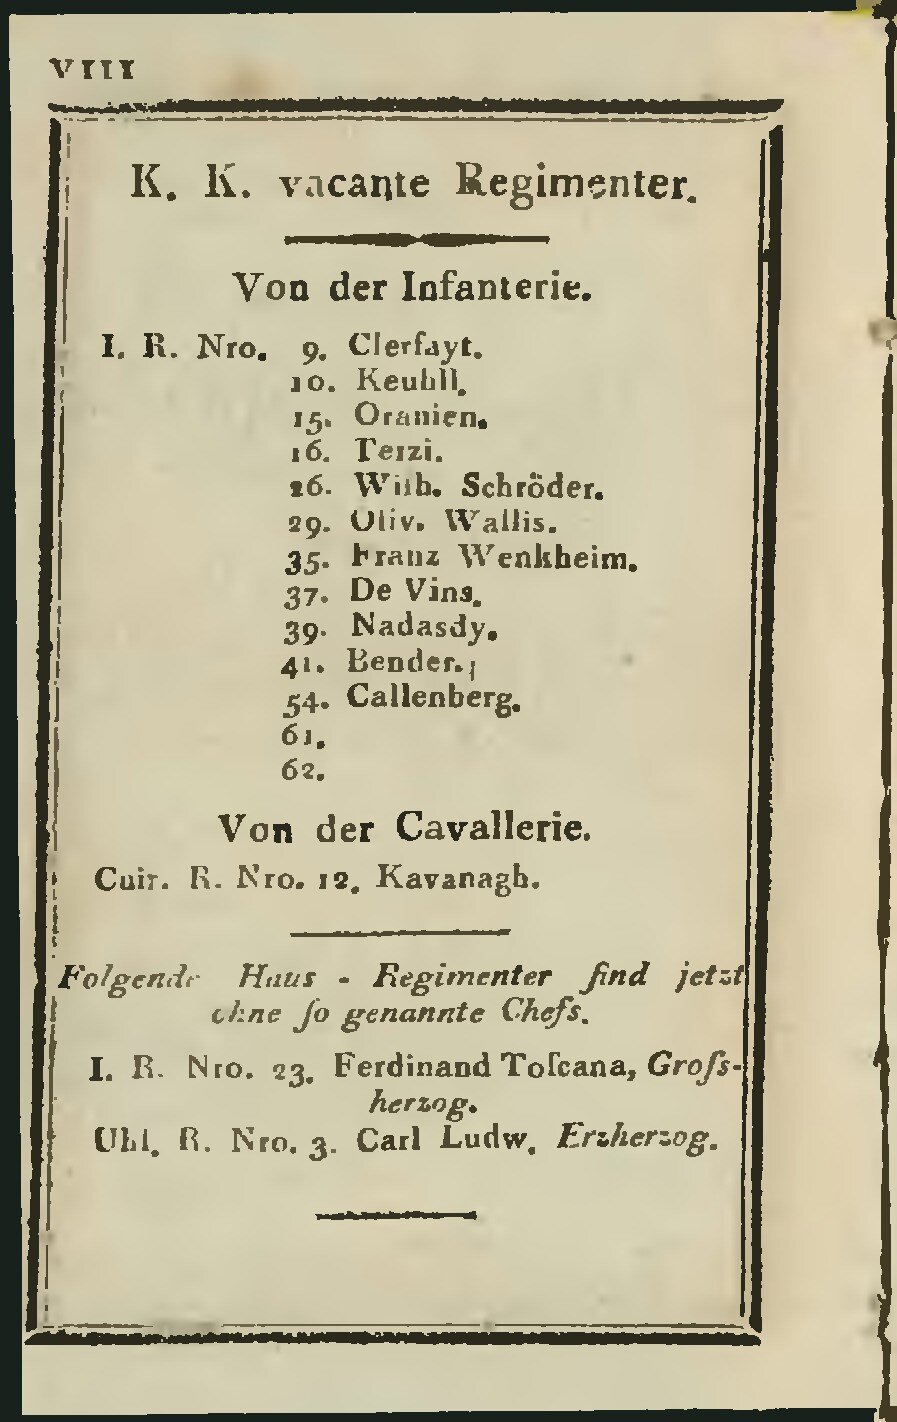 VIII
K. K. vacante Regimenter.
Von der Infanterie.
I. R. Nro. 9. Clerfayt.
10. Keuhll.
15. Oranien.
16. Terzi.
26. Wilh. Schröder.
29. Oliv. Wallis.
35. Franz Wenkheim.
37. De Vins.
39. Nadasdy.
41. Bender.
54. Callenberg.
61.
62.
Von der Cavallerie.
Cuir. R. Nro. 12. Kavanagh.
Folgende Haus - Regimenter ſind jetzt
ohne ſo genannte Chefs.
I. R. Nro. 23. Ferdinand Toſcana, Groſs-
herzog.
Uhl. R. Nro. 3. Carl Ludw. Erzherzog.